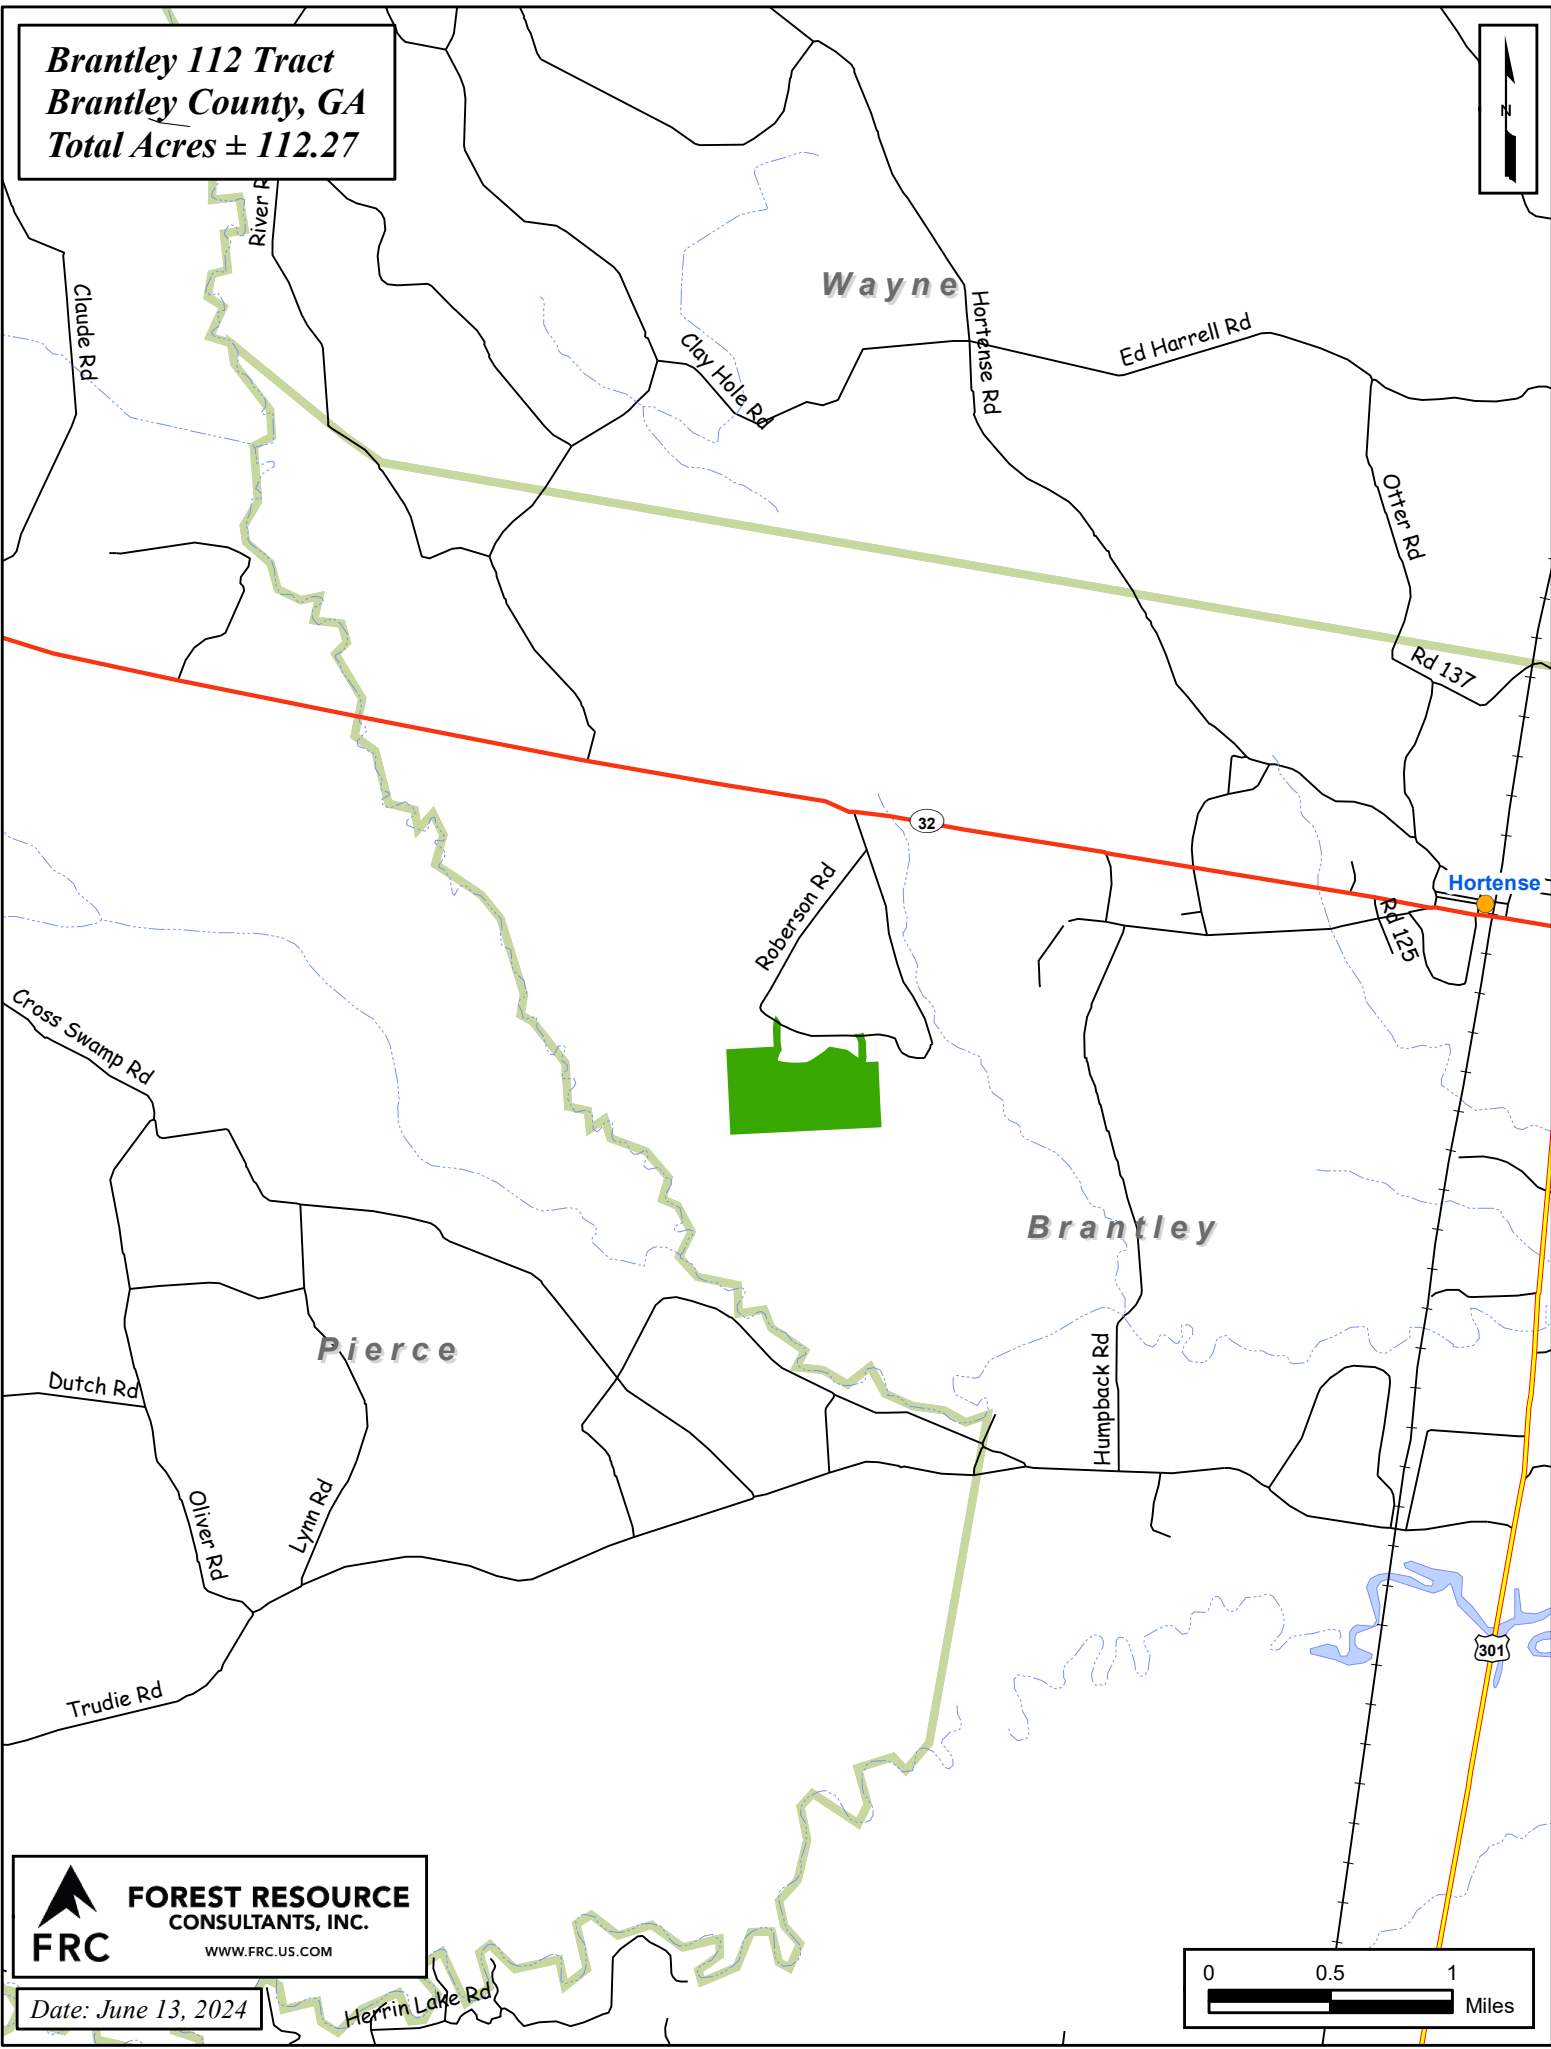 Brantley 112 Tract
Brantley County, GA
Total Acres ± 112.27
N
River R
Claude Rd
Wayne
Hortense Rd
Clay Hole Rd
Ed Harrell Rd
Otter Rd
Rd 137
32
Roberson Rd
Hortense
Rd 125
Cross Swamp Rd
Brantley
Pierce
Dutch Rd
Humpback Rd
Oliver Rd
Lynn Rd
301
Trudie Rd
FOREST RESOURCE
CONSULTANTS, INC.
FRC
WWW.FRC.US.COM
Herrin Lake Rd
Date: June 13, 2024
0 0.5 1
Miles